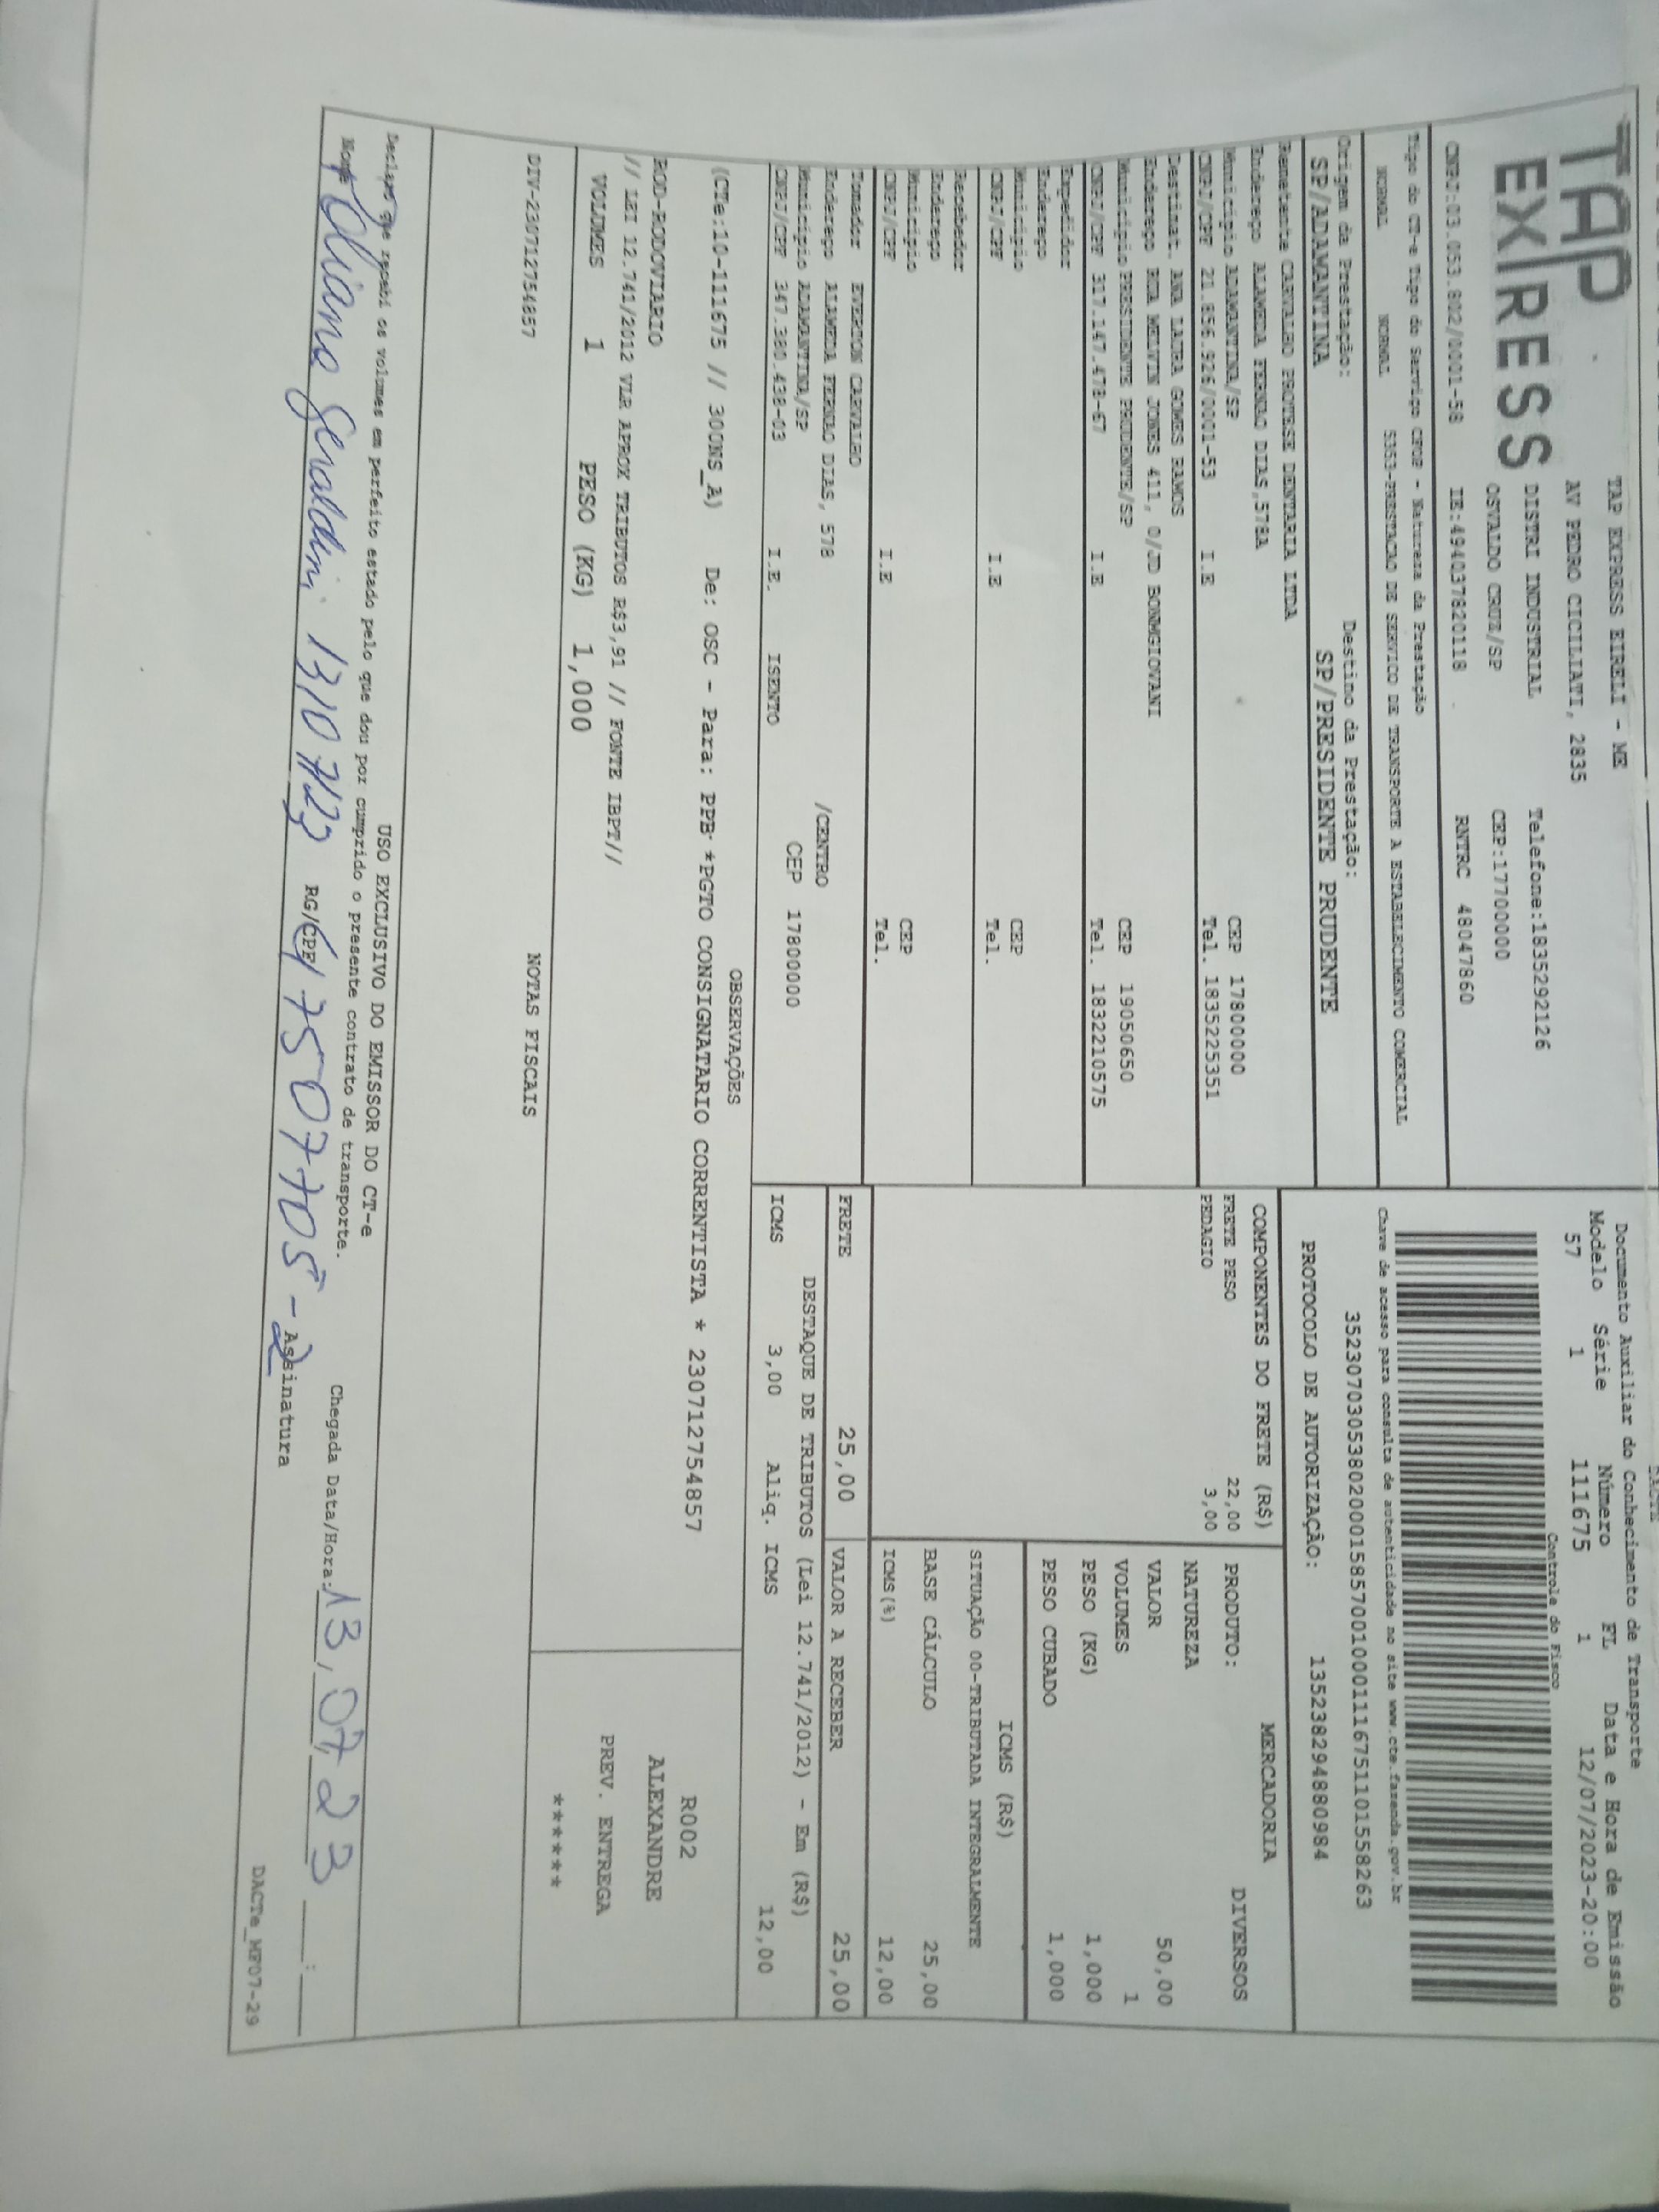 TAP
EXPRESS
TAP EXPRESS EIRELI - ME
AV PEDRO CICILIATI, 2835
DISTRI INDUSTRIAL Telefone:1835292126
OSVALDO CRUZ/SP CEP:17700000
CNPJ:03.053.802/0001-58 IE:494037820118 RNTRC 48047860
Tipo do CT-e Tipo do Serviço CFOP - Natureza da Prestação
NORMAL NORMAL 5353-PRESTACAO DE SERVICO DE TRANSPORTE A ESTABELECIMENTO COMERCIAL
Origem da Prestação: Destino da Prestação:
SP/ADAMANTINA SP/PRESIDENTE PRUDENTE
Remetente CARVALHO PROTESE DENTARIA LTDA
Endereço ALAMEDA FERNAO DIAS,578A
Município ADAMANTINA/SP CEP 17800000
CNPJ/CPF 21.856.926/0001-53 I.E Tel. 1835225351
Destinat. ANA LAURA GOMES RAMOS
Endereço RUA MELVIN JONES 411, 0/JD BONMGIOVANI
Município PRESIDENTE PRUDENTE/SP CEP 19050650
CNPJ/CPF 317.147.478-67 I.E Tel. 1832210575
Expedidor
Endereço
Município CEP
CNPJ/CPF I.E Tel.
Recebedor
Endereço
Município CEP
CNPJ/CPF I.E Tel.
Tomador EVERTON CARVALHO
Endereço ALAMEDA FERNAO DIAS, 578 /CENTRO
Município ADAMANTINA/SP CEP 17800000
CNPJ/CPF 347.380.438-03 I.E. ISENTO
DACTE
Documento Auxiliar do Conhecimento de Transporte
Modelo Série Número FL Data e Hora de Emissão
57 1 111675 1 12/07/2023-20:00
Controle do Fisco
Chave de acesso para consulta de autenticidade no site www.cte.fazenda.gov.br
35230703053802000158570010001116751101558263
PROTOCOLO DE AUTORIZAÇÃO: 135238294880984
COMPONENTES DO FRETE (R$)
FRETE PESO 22,00
PEDAGIO 3,00
MERCADORIA
PRODUTO: DIVERSOS
NATUREZA
VALOR 50,00
VOLUMES 1
PESO (KG) 1,000
PESO CUBADO 1,000
ICMS (R$)
SITUAÇÃO 00-TRIBUTADA INTEGRALMENTE
BASE CÁLCULO 25,00
ICMS(%) 12,00
FRETE 25,00 VALOR A RECEBER 25,00
DESTAQUE DE TRIBUTOS (Lei 12.741/2012) - Em (R$)
ICMS 3,00 Aliq. ICMS 12,00
OBSERVAÇÕES
(CTe:10-111675 // 300NS_A) De: OSC - Para: PPB *PGTO CONSIGNATARIO CORRENTISTA * 230712754857
ROD-RODOVIARIO
// LEI 12.741/2012 VLR APROX TRIBUTOS R$3,91 // FONTE IBPT//
VOLUMES 1 PESO (KG) 1,000
R002
ALEXANDRE
PREV. ENTREGA
******
NOTAS FISCAIS
DIV-230712754857
USO EXCLUSIVO DO EMISSOR DO CT-e
Declaro que recebi os volumes em perfeito estado pelo que dou por cumprido o presente contrato de transporte.
Chegada Data/Hora: 13,07,23 __:__
Nome Geraldini 13/07/23 RG/CPF 7507705-2 Assinatura
DACTe_MF07-29